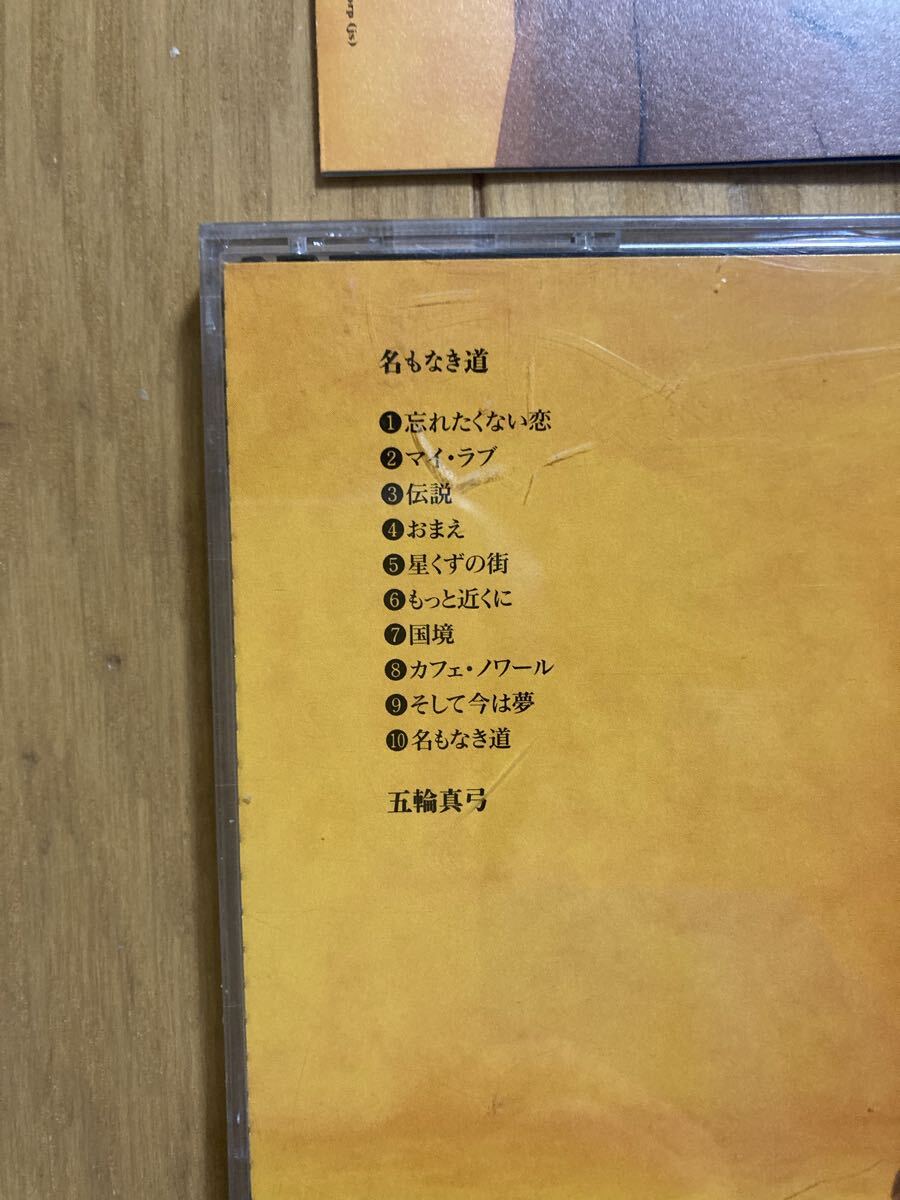 orp (js)
名もなき道
❶忘れたくない恋
❷マイ・ラブ
❸伝説
❹おまえ
❺星くずの街
❻もっと近くに
❼国境
❽カフェ・ノワール
❾そして今は夢
❿名もなき道
五輪真弓